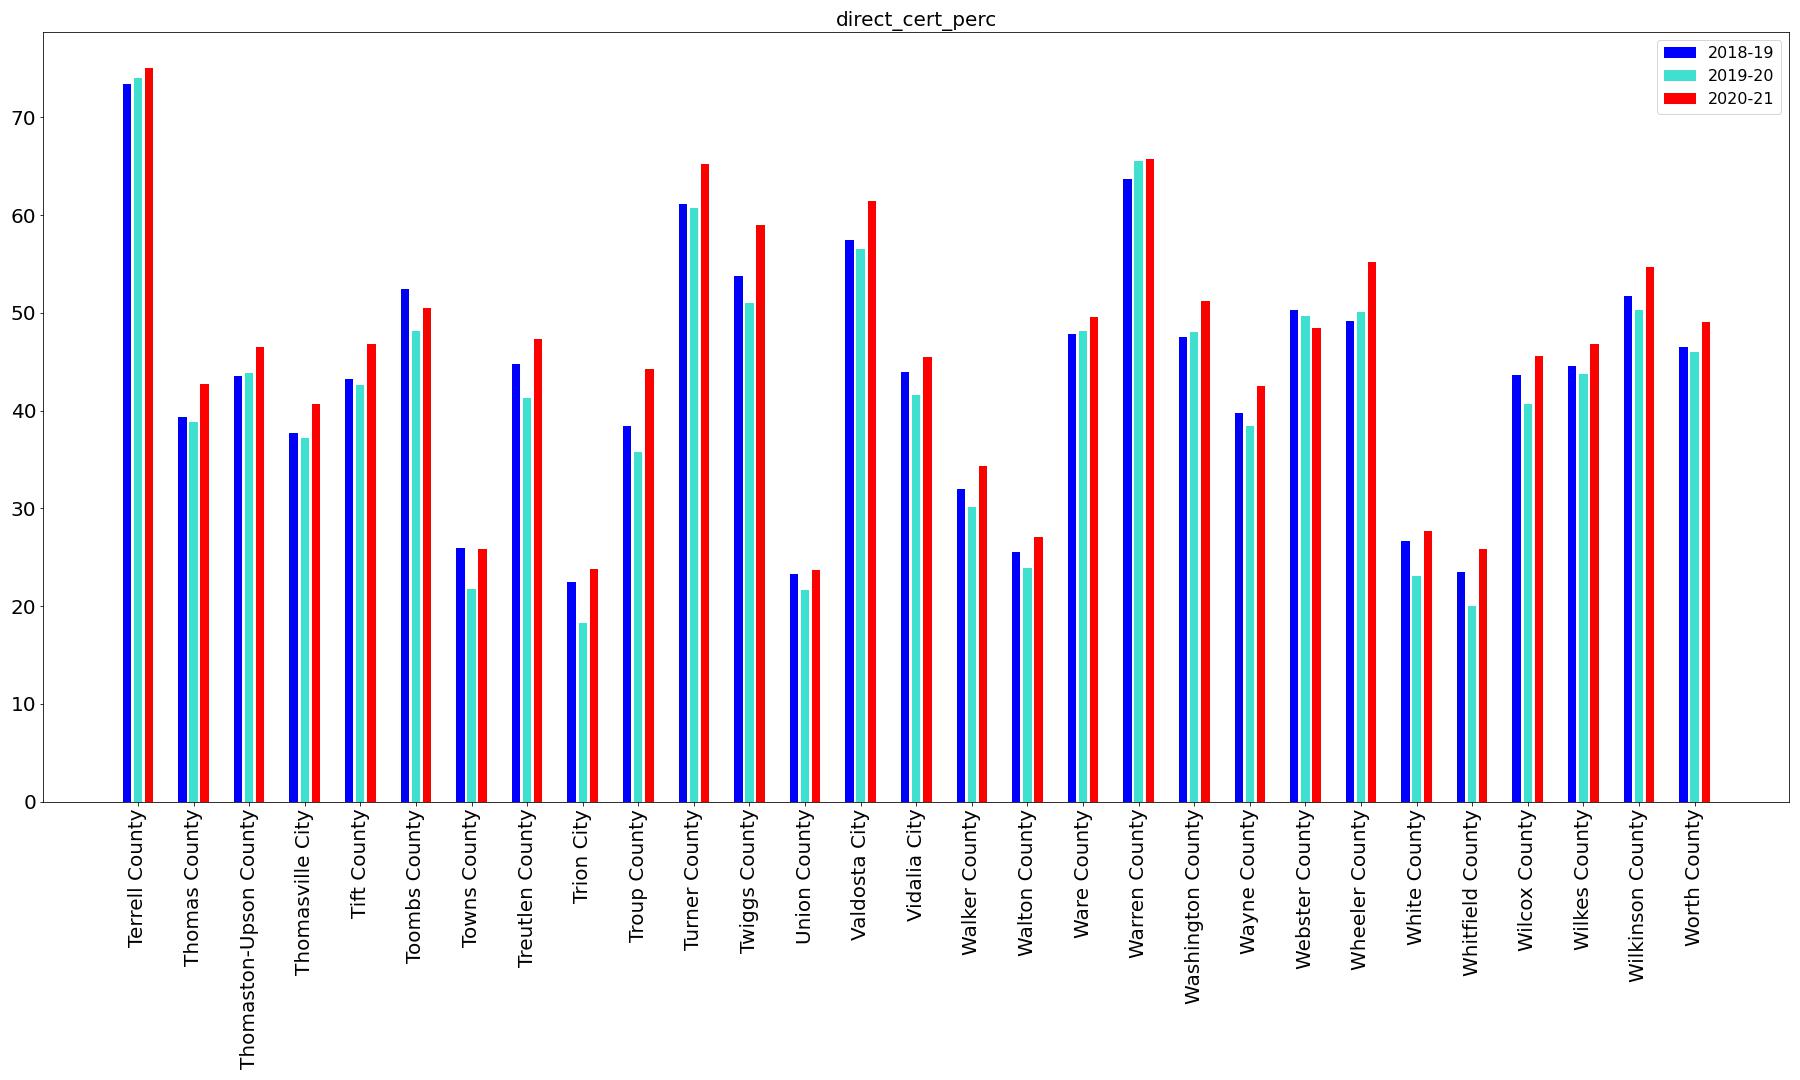 direct_cert_perc
2018-19
2019-20
2020-21
70
60
50
40
30
20
10
0
Terrell County
Thomas County
Thomaston-Upson County
Thomasville City
Tift County
Toombs County
Towns County
Treutlen County
Trion City
Troup County
Turner County
Twiggs County
Union County
Valdosta City
Vidalia City
Walker County
Walton County
Ware County
Warren County
Washington County
Wayne County
Webster County
Wheeler County
White County
Whitfield County
Wilcox County
Wilkes County
Wilkinson County
Worth County